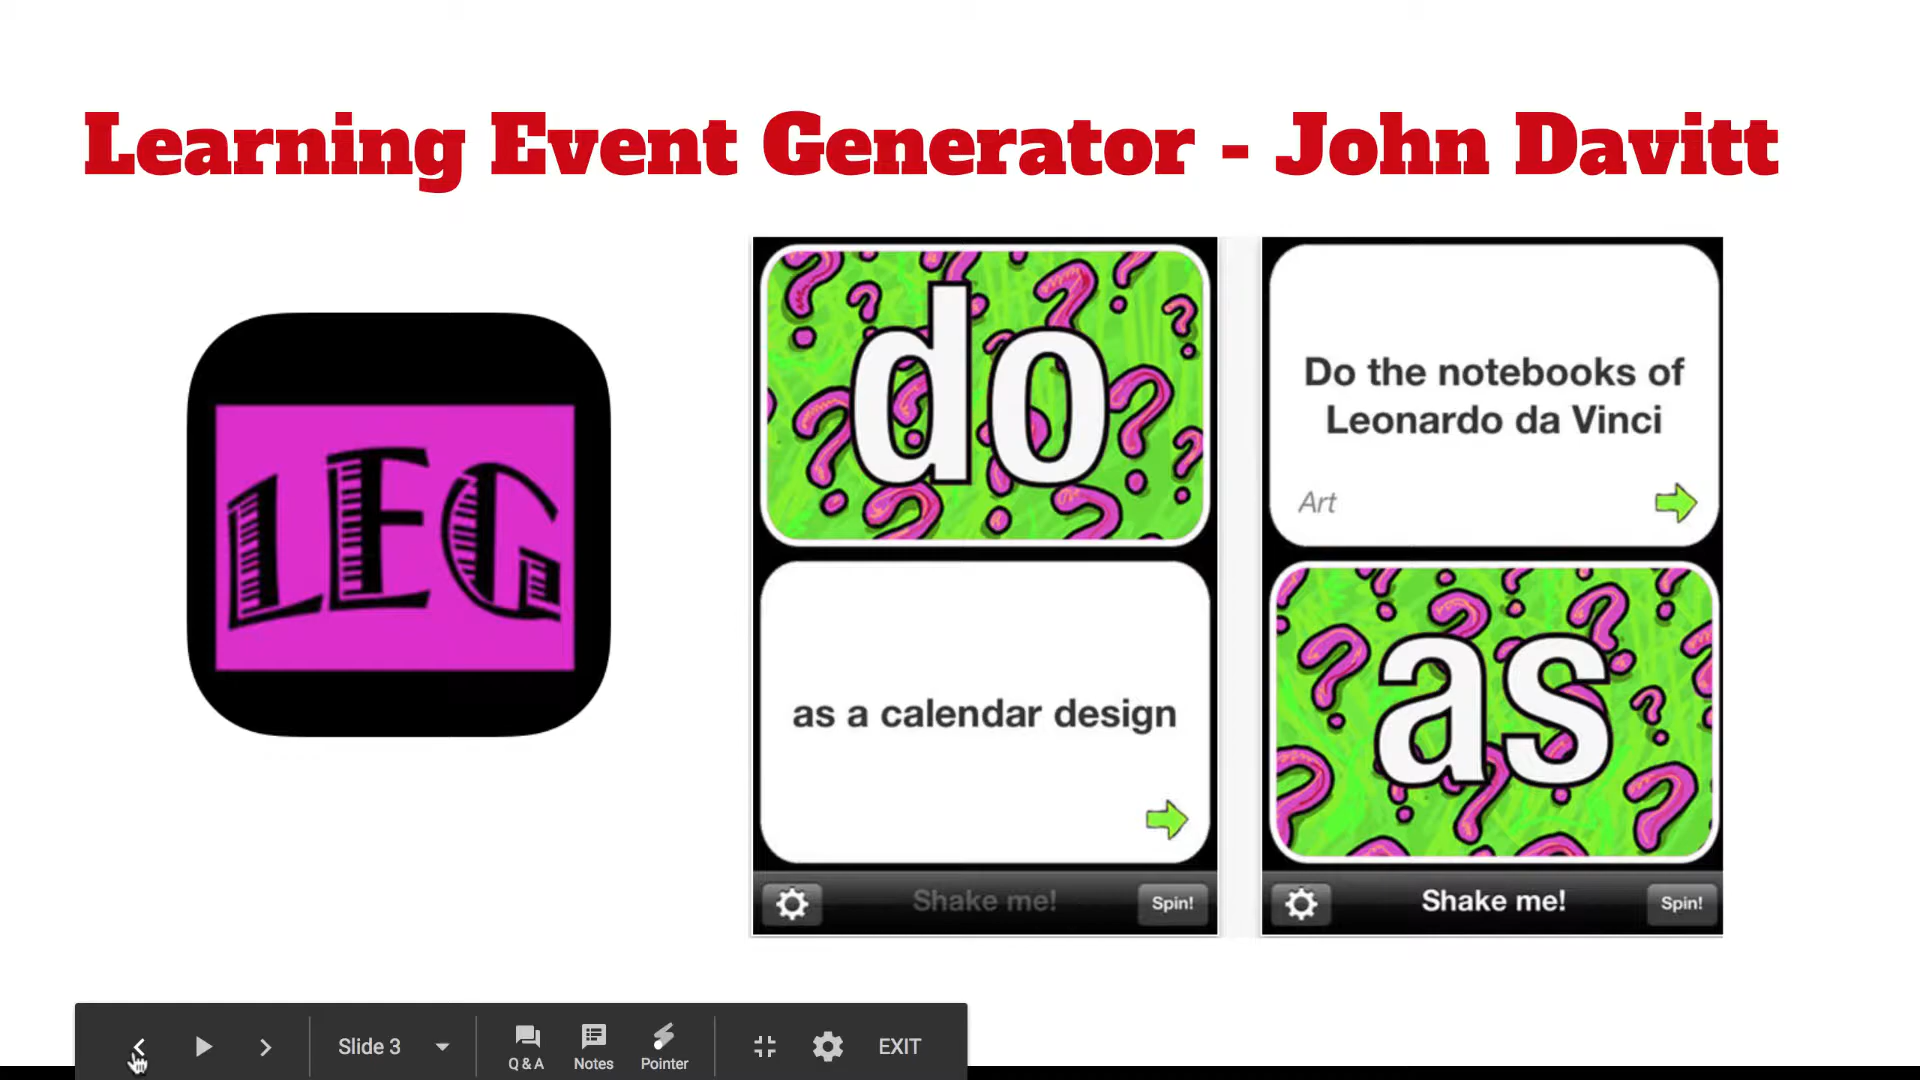 Learning Event Generator - John Davitt
LEG
do
as a calendar design
Shake me!
Spin!
Do the notebooks of
Leonardo da Vinci
Art
as
Shake me!
Spin!
Slide 3
Q & A
Notes
Pointer
EXIT